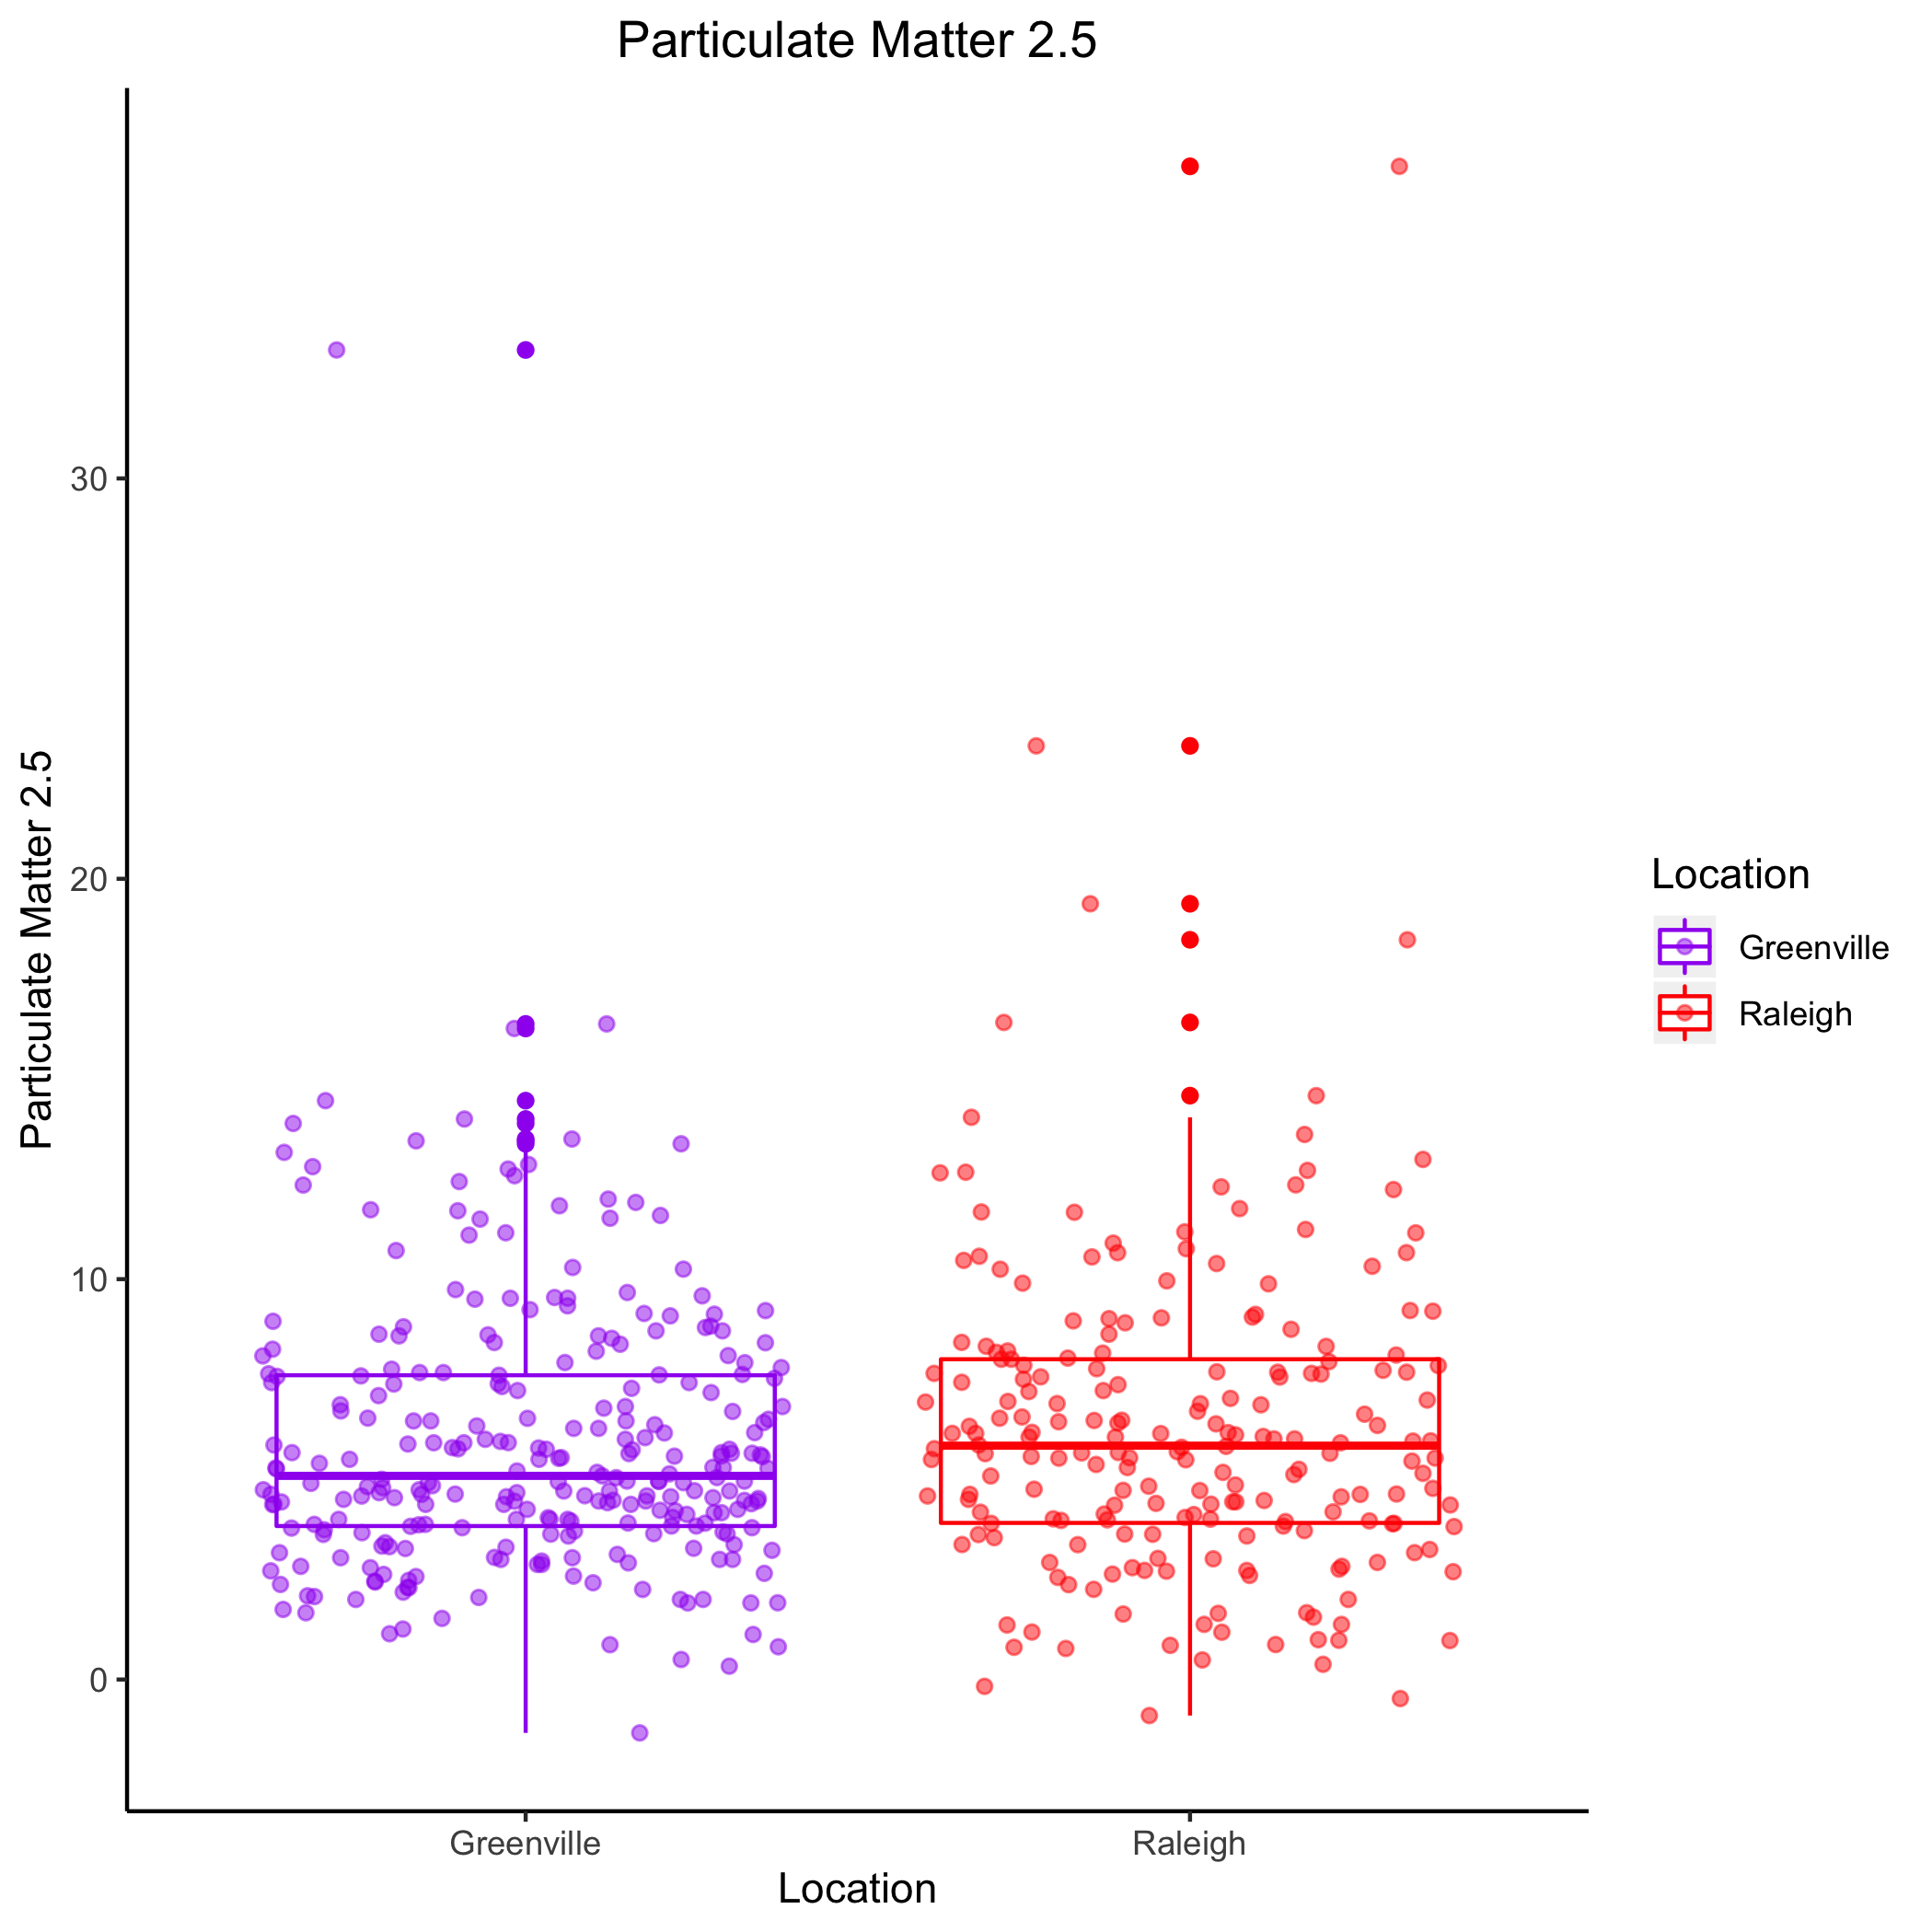 Particulate Matter 2.5
Particulate Matter 2.5
30
20
10
0
Greenville
Raleigh
Location
Location
Greenville
Raleigh